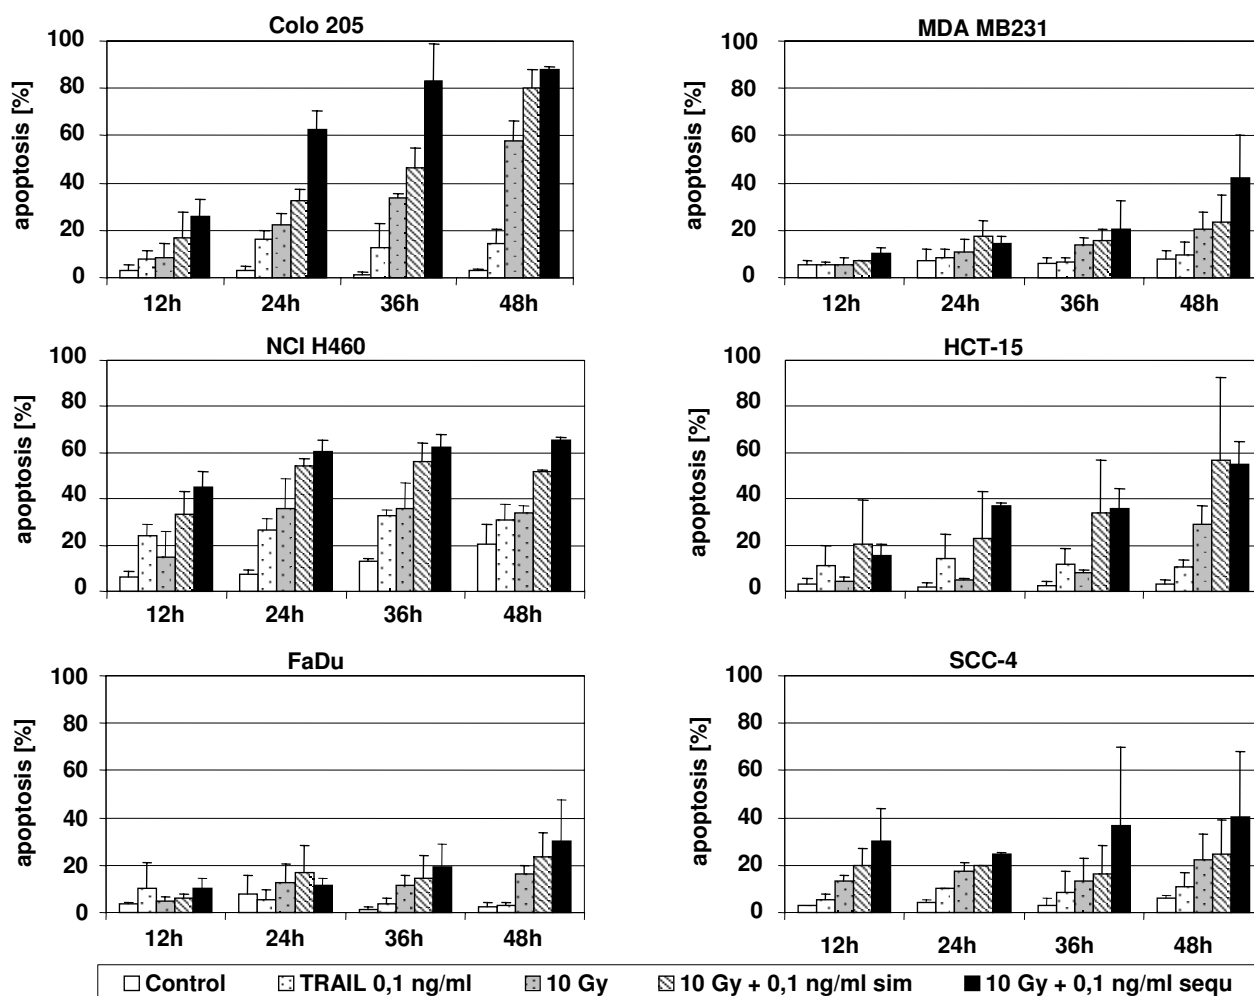 Colo 205
apoptosis [%]
100
80
60
40
20
0
12h 24h 36h 48h
MDA MB231
apoptosis [%]
100
80
60
40
20
0
12h 24h 36h 48h
NCI H460
apoptosis [%]
100
80
60
40
20
0
12h 24h 36h 48h
HCT-15
apoptosis [%]
100
80
60
40
20
0
12h 24h 36h 48h
FaDu
apoptosis [%]
100
80
60
40
20
0
12h 24h 36h 48h
SCC-4
apoptosis [%]
100
80
60
40
20
0
12h 24h 36h 48h
Control TRAIL 0,1 ng/ml 10 Gy 10 Gy + 0,1 ng/ml sim 10 Gy + 0,1 ng/ml sequ